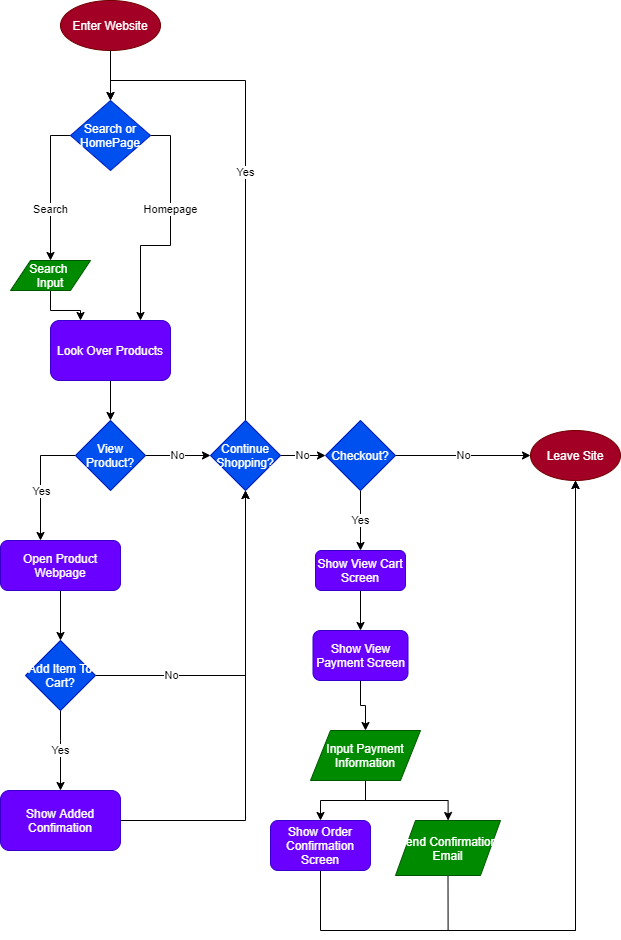 Enter Website
Search or
HomePage
Yes
Search
Homepage
Search
Input
Look Over Products
View
Product?
No
Continue
Shopping?
No
Checkout?
No
Leave Site
Yes
Yes
Open Product
Webpage
Show View Cart
Screen
Show View
Payment Screen
Add Item To
Cart?
No
Yes
Input Payment
Information
Show Added
Confimation
Show Order
Confirmation
Screen
end Confirmation
Email